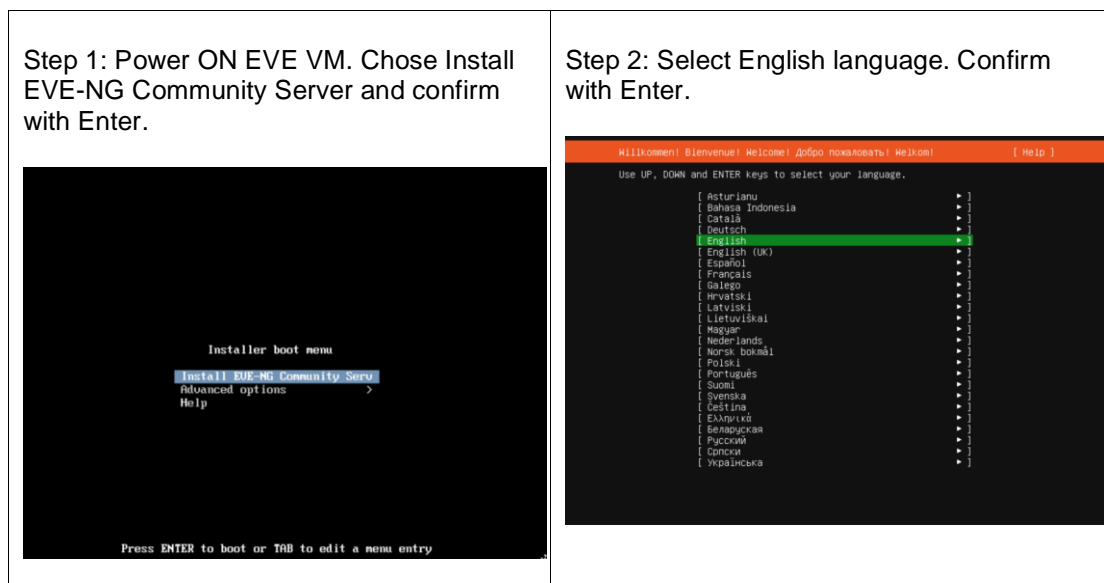 Step 1: Power ON EVE VM. Chose Install
EVE-NG Community Server and confirm
with Enter.
Installer boot menu
Install EVE-NG Community Serv
Advanced options >
Help
Press ENTER to boot or TAB to edit a menu entry
Step 2: Select English language. Confirm
with Enter.
Willkommen! Bienvenue! Welcome! Добро пожаловать! Welkom! [ Help ]
Use UP, DOWN and ENTER keys to select your language.
[ Asturianu ► ]
[ Bahasa Indonesia ► ]
[ Català ► ]
[ Deutsch ► ]
[ English ► ]
[ English (UK) ► ]
[ Español ► ]
[ Français ► ]
[ Galego ► ]
[ Hrvatski ► ]
[ Latviski ► ]
[ Lietuviškai ► ]
[ Magyar ► ]
[ Nederlands ► ]
[ Norsk bokmål ► ]
[ Polski ► ]
[ Português ► ]
[ Suomi ► ]
[ Svenska ► ]
[ Čeština ► ]
[ Ελληνικά ► ]
[ Беларуская ► ]
[ Русский ► ]
[ Српски ► ]
[ Українська ► ]